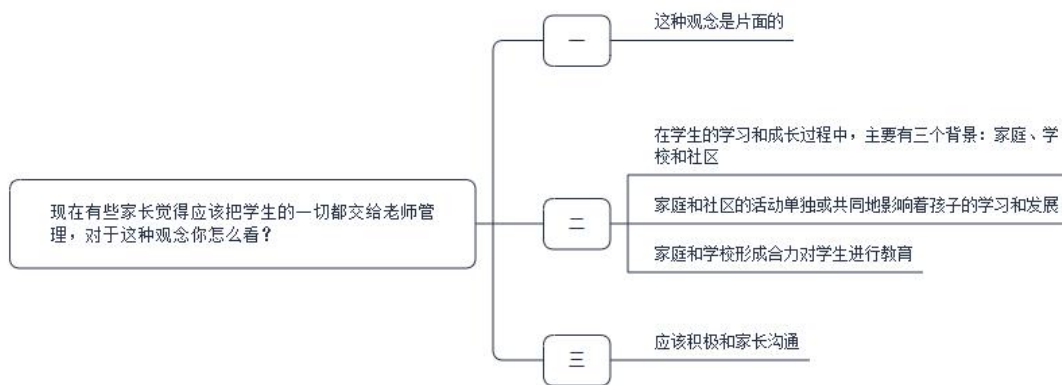 现在有些家长觉得应该把学生的一切都交给老师管
理，对于这种观念你怎么看？
一
这种观念是片面的
二
在学生的学习和成长过程中，主要有三个背景：家庭、学
校和社区
家庭和社区的活动单独或共同地影响着孩子的学习和发展
家庭和学校形成合力对学生进行教育
三
应该积极和家长沟通